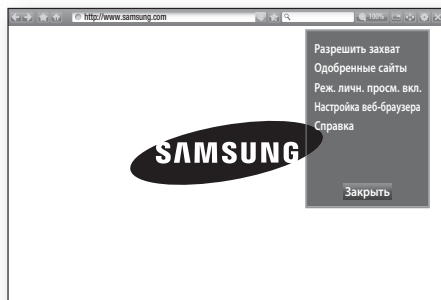 http://www.samsung.com
100%
Разрешить захват
Одобренные сайты
Реж. личн. просм. вкл.
Настройка веб-браузера
Справка
SAMSUNG
Закрыть